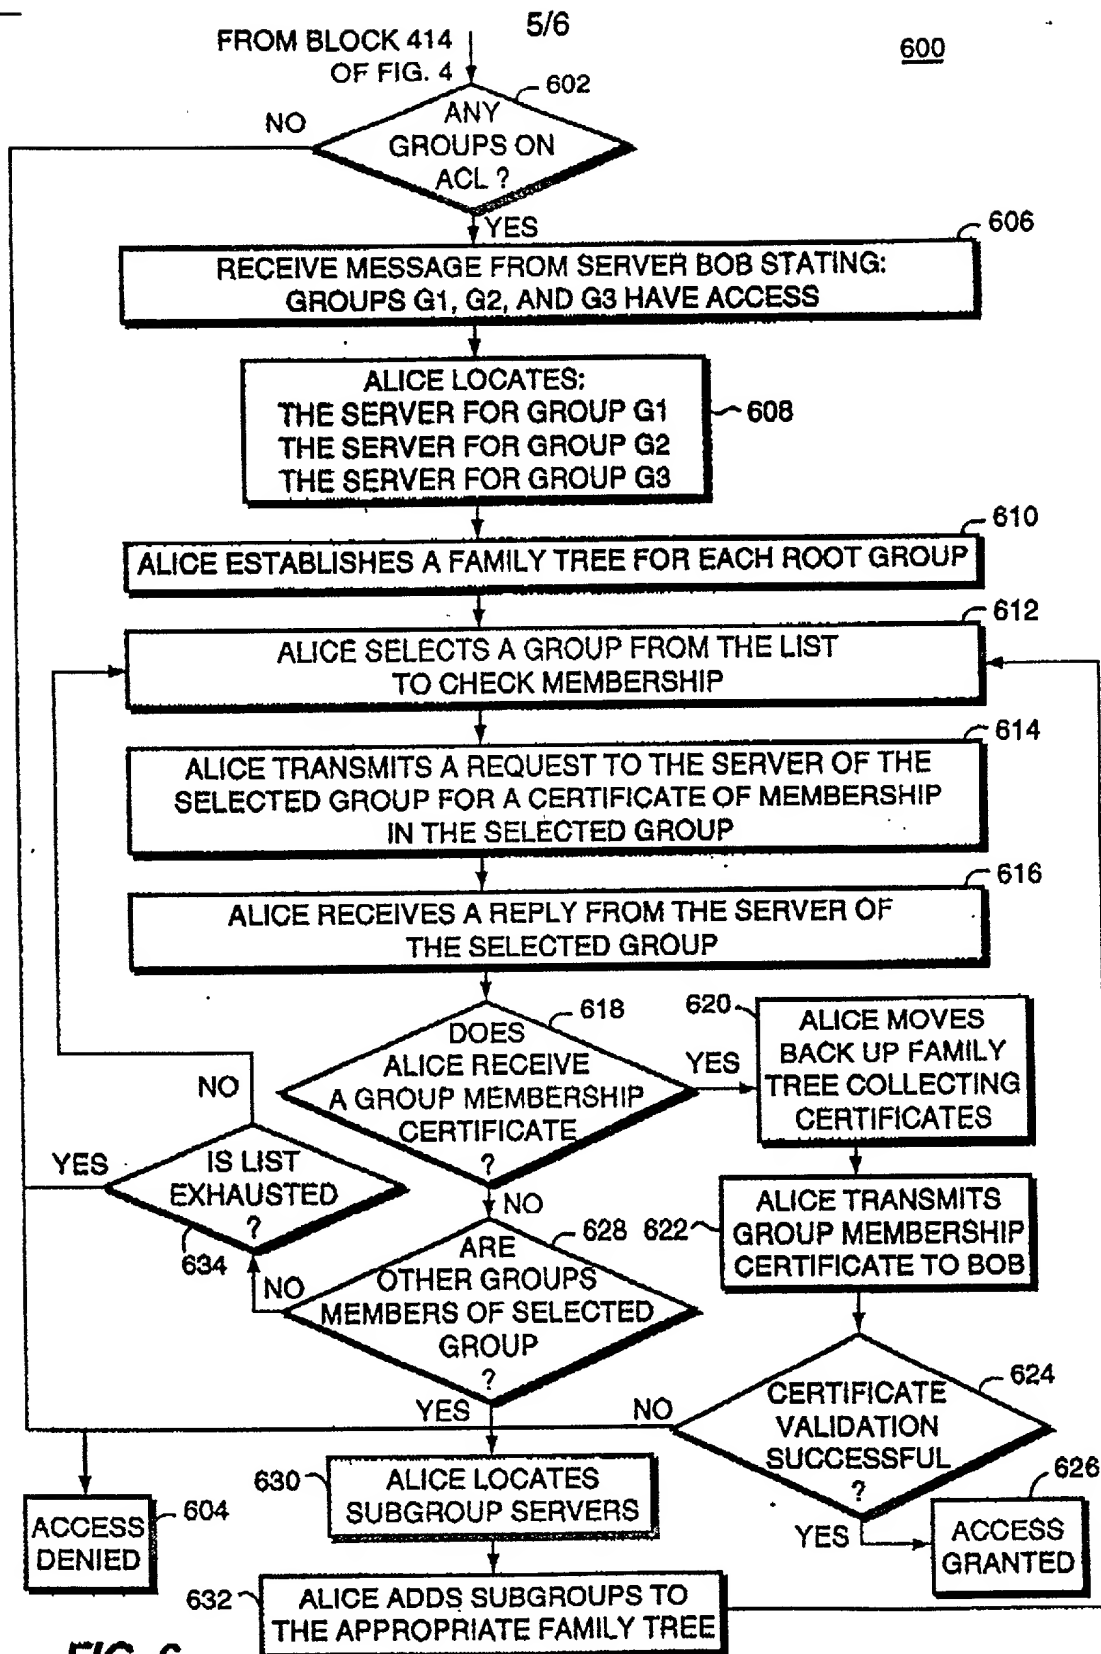 5/6
600
FROM BLOCK 414
OF FIG. 4
602
NO
ANY
GROUPS ON
ACL ?
YES
606
RECEIVE MESSAGE FROM SERVER BOB STATING:
GROUPS G1, G2, AND G3 HAVE ACCESS
ALICE LOCATES:
THE SERVER FOR GROUP G1
THE SERVER FOR GROUP G2
THE SERVER FOR GROUP G3
608
610
ALICE ESTABLISHES A FAMILY TREE FOR EACH ROOT GROUP
612
ALICE SELECTS A GROUP FROM THE LIST
TO CHECK MEMBERSHIP
614
ALICE TRANSMITS A REQUEST TO THE SERVER OF THE
SELECTED GROUP FOR A CERTIFICATE OF MEMBERSHIP
IN THE SELECTED GROUP
616
ALICE RECEIVES A REPLY FROM THE SERVER OF
THE SELECTED GROUP
618
DOES
ALICE RECEIVE
A GROUP MEMBERSHIP
CERTIFICATE
?
YES
620
ALICE MOVES
BACK UP FAMILY
TREE COLLECTING
CERTIFICATES
NO
YES
IS LIST
EXHAUSTED
?
634
NO
628
622
ALICE TRANSMITS
GROUP MEMBERSHIP
CERTIFICATE TO BOB
NO
ARE
OTHER GROUPS
MEMBERS OF SELECTED
GROUP
?
YES
NO
624
CERTIFICATE
VALIDATION
SUCCESSFUL
?
YES
626
ACCESS
GRANTED
630
ALICE LOCATES
SUBGROUP SERVERS
604
ACCESS
DENIED
632
ALICE ADDS SUBGROUPS TO
THE APPROPRIATE FAMILY TREE
FIG. 6